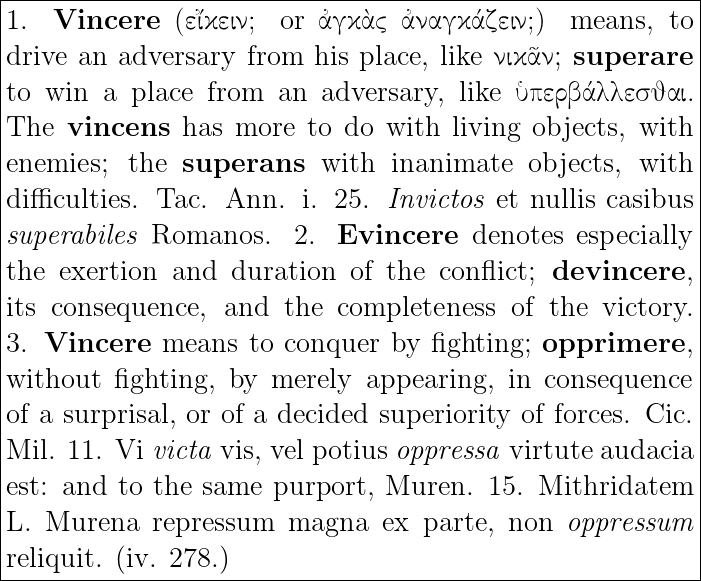 1. Vincere (εἴκειν; or ἀγκὰς ἀναγκάζειν;) means, to
drive an adversary from his place, like νικᾶν; superare
to win a place from an adversary, like ὑπερβάλλεσθαι.
The vincens has more to do with living objects, with
enemies; the superans with inanimate objects, with
difficulties. Tac. Ann. i. 25. Invictos et nullis casibus
superabiles Romanos. 2. Evincere denotes especially
the exertion and duration of the conflict; devincere,
its consequence, and the completeness of the victory.
3. Vincere means to conquer by fighting; opprimere,
without fighting, by merely appearing, in consequence
of a surprisal, or of a decided superiority of forces. Cic.
Mil. 11. Vi victa vis, vel potius oppressa virtute audacia
est: and to the same purport, Muren. 15. Mithridatem
L. Murena repressum magna ex parte, non oppressum
reliquit. (iv. 278.)